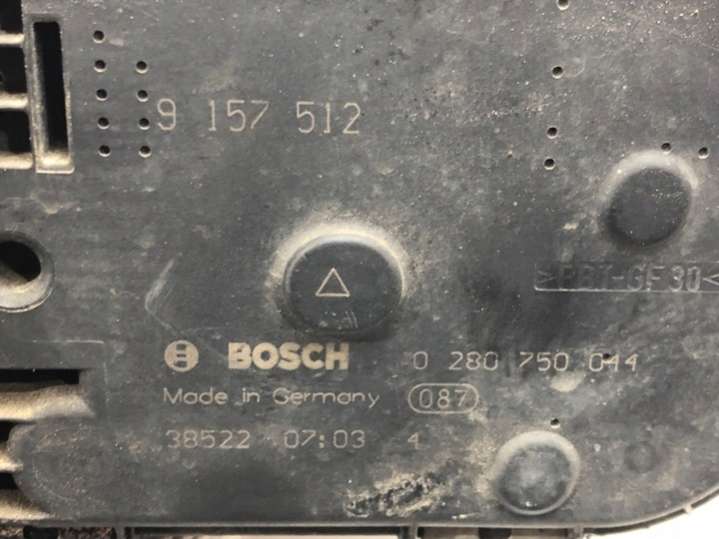 9 157 512
>PBT-GF30<
BOSCH 0 280 750 044
Made in Germany 087
38522 07:03 4